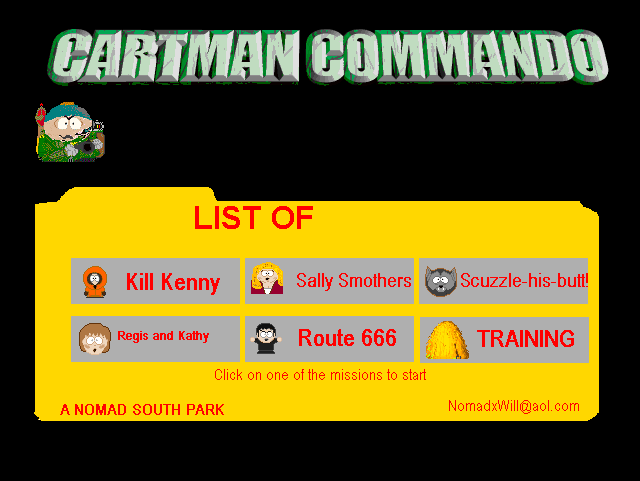 CARTMAN COMMANDO
LIST OF
Kill Kenny
Sally Smothers
Scuzzle-his-butt!
Regis and Kathy
Route 666
TRAINING
Click on one of the missions to start
A NOMAD SOUTH PARK
NomadxWill@aol.com